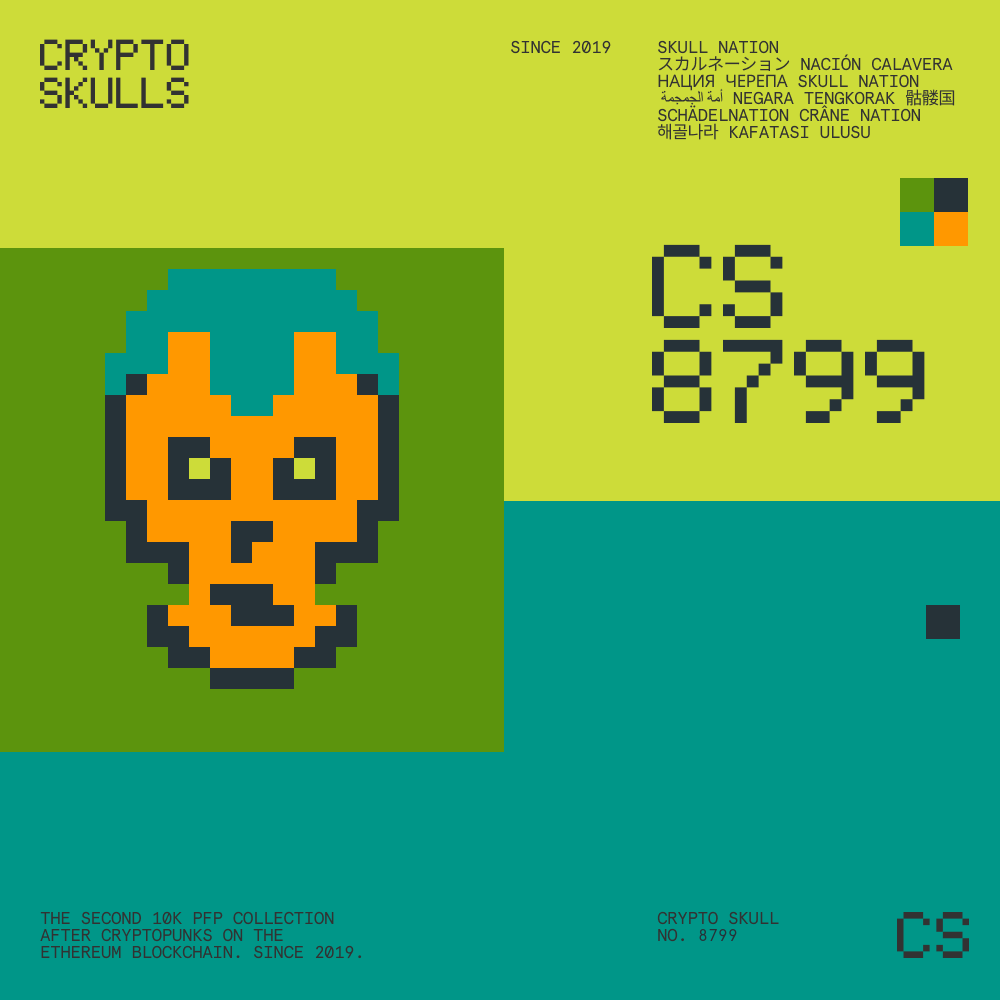 CRYPTO
SKULLS
SINCE 2019
SKULL NATION
スカルネーション NACIÓN CALAVERA
НАЦИЯ ЧЕРЕПА SKULL NATION
أمة الجمجمة NEGARA TENGKORAK 骷髅国
SCHÄDELNATION CRÂNE NATION
해골나라 KAFATASI ULUSU
CS
8799
THE SECOND 10K PFP COLLECTION
AFTER CRYPTOPUNKS ON THE
ETHEREUM BLOCKCHAIN. SINCE 2019.
CRYPTO SKULL
NO. 8799
CS